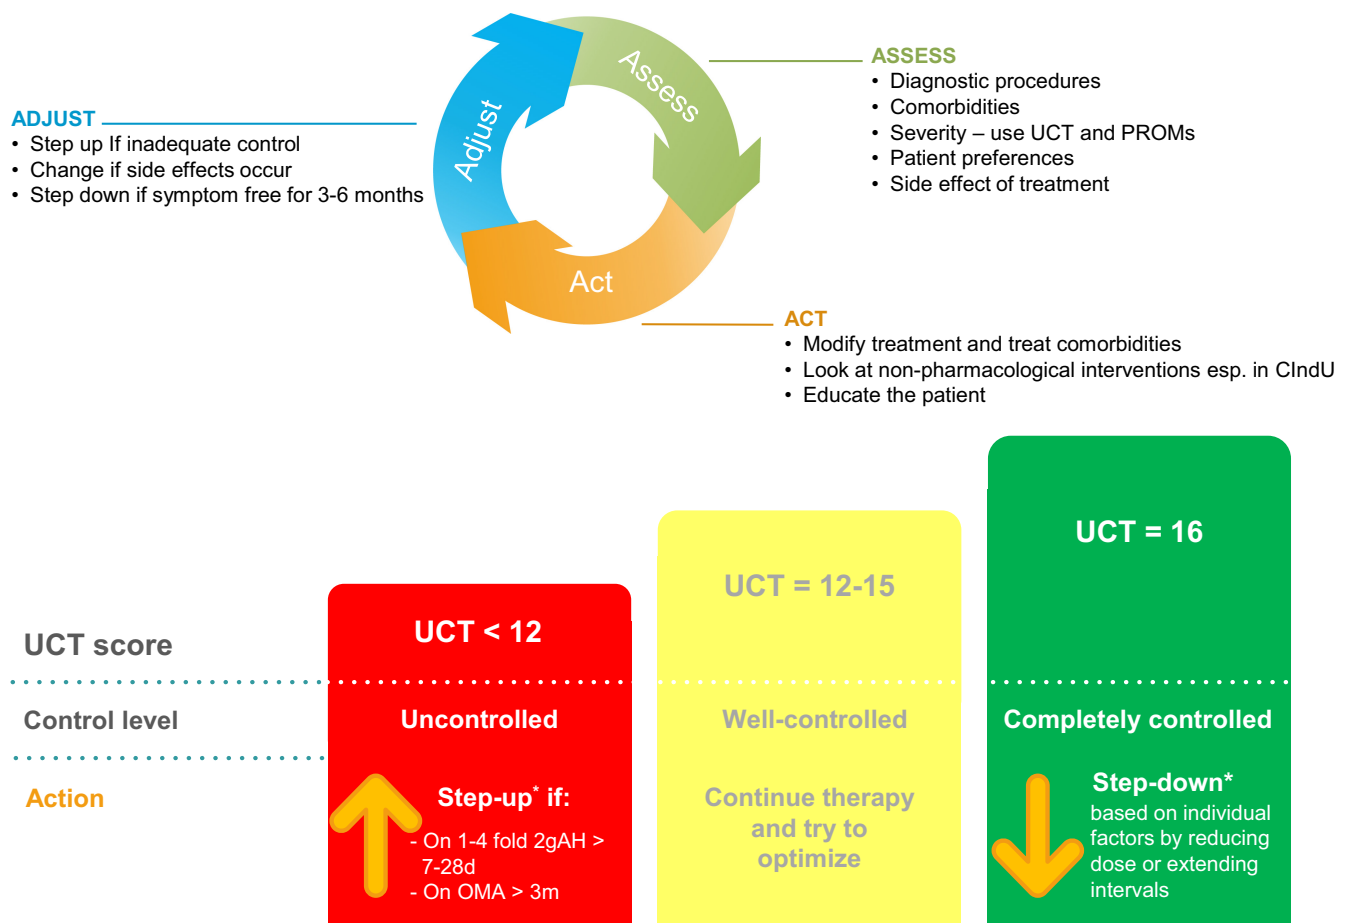 Assess
Adjust
Act
ASSESS
• Diagnostic procedures
• Comorbidities
• Severity – use UCT and PROMs
• Patient preferences
• Side effect of treatment
ADJUST
• Step up If inadequate control
• Change if side effects occur
• Step down if symptom free for 3-6 months
ACT
• Modify treatment and treat comorbidities
• Look at non-pharmacological interventions esp. in CIndU
• Educate the patient
UCT score
UCT < 12
UCT = 12-15
UCT = 16
Control level
Uncontrolled
Well-controlled
Completely controlled
Action
Step-up* if:
- On 1-4 fold 2gAH >
7-28d
- On OMA > 3m
Continue therapy
and try to
optimize
Step-down*
based on individual
factors by reducing
dose or extending
intervals